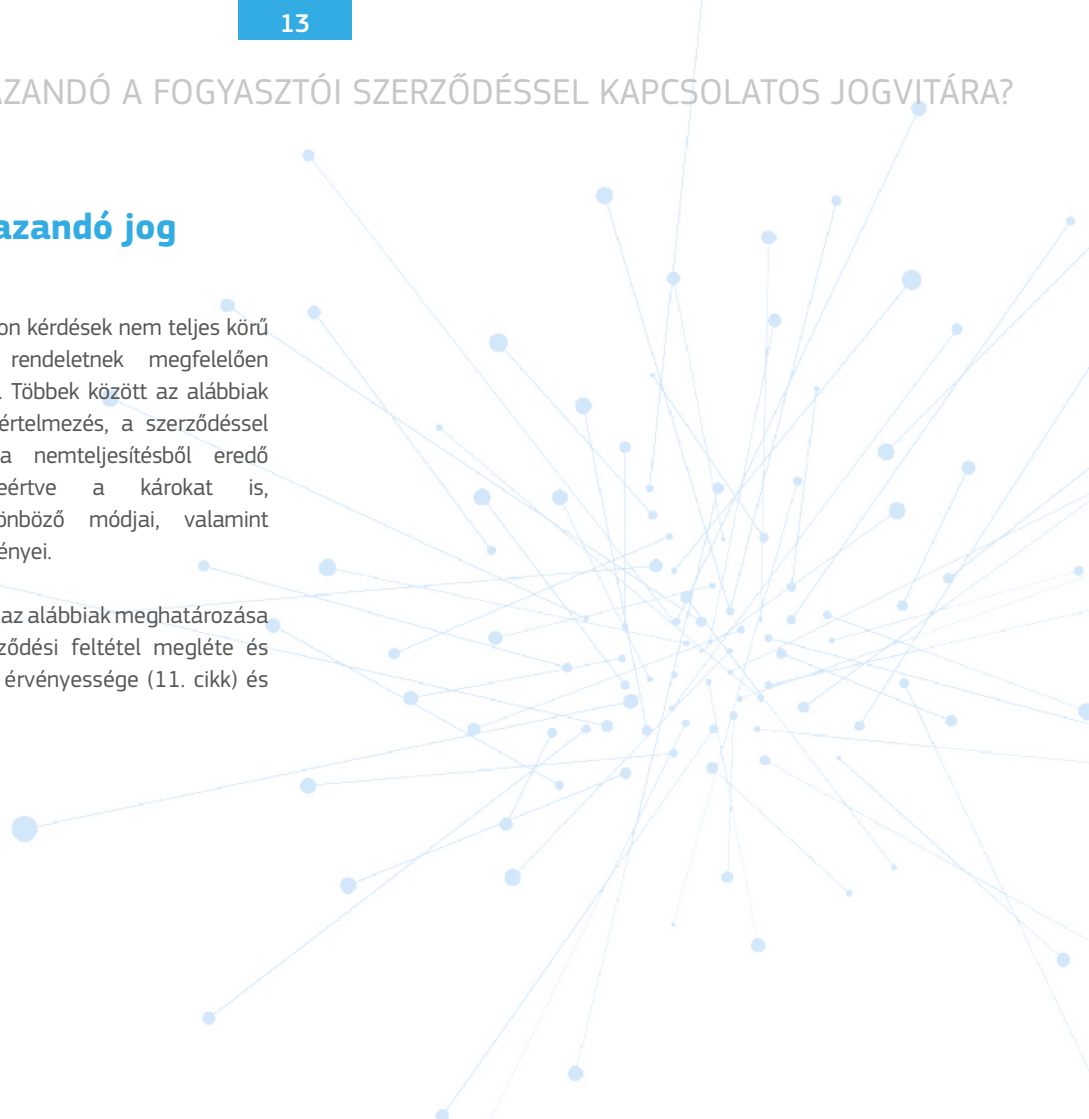 13
AZANDÓ A FOGYASZTÓI SZERZŐDÉSSEL KAPCSOLATOS JOGVITÁRA?
azandó jog
on kérdések nem teljes körű
rendeletnek megfelelően
. Többek között az alábbiak
értelmezés, a szerződéssel
a nemteljesítésből eredő
eértve a károkat is,
önböző módjai, valamint
ényei.
az alábbiak meghatározása
ződési feltétel megléte és
érvényessége (11. cikk) és